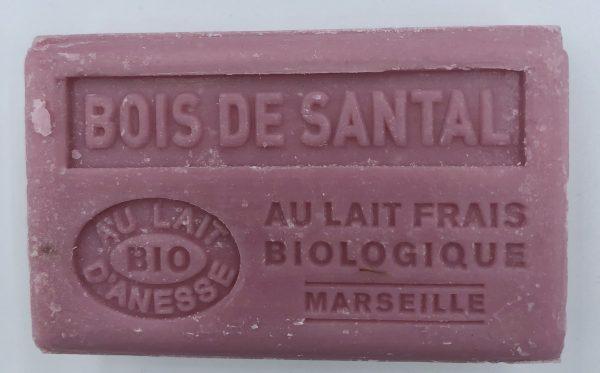 BOIS DE SANTAL
AU LAIT
BIO
D'ANESSE
AU LAIT FRAIS
BIOLOGIQUE
MARSEILLE